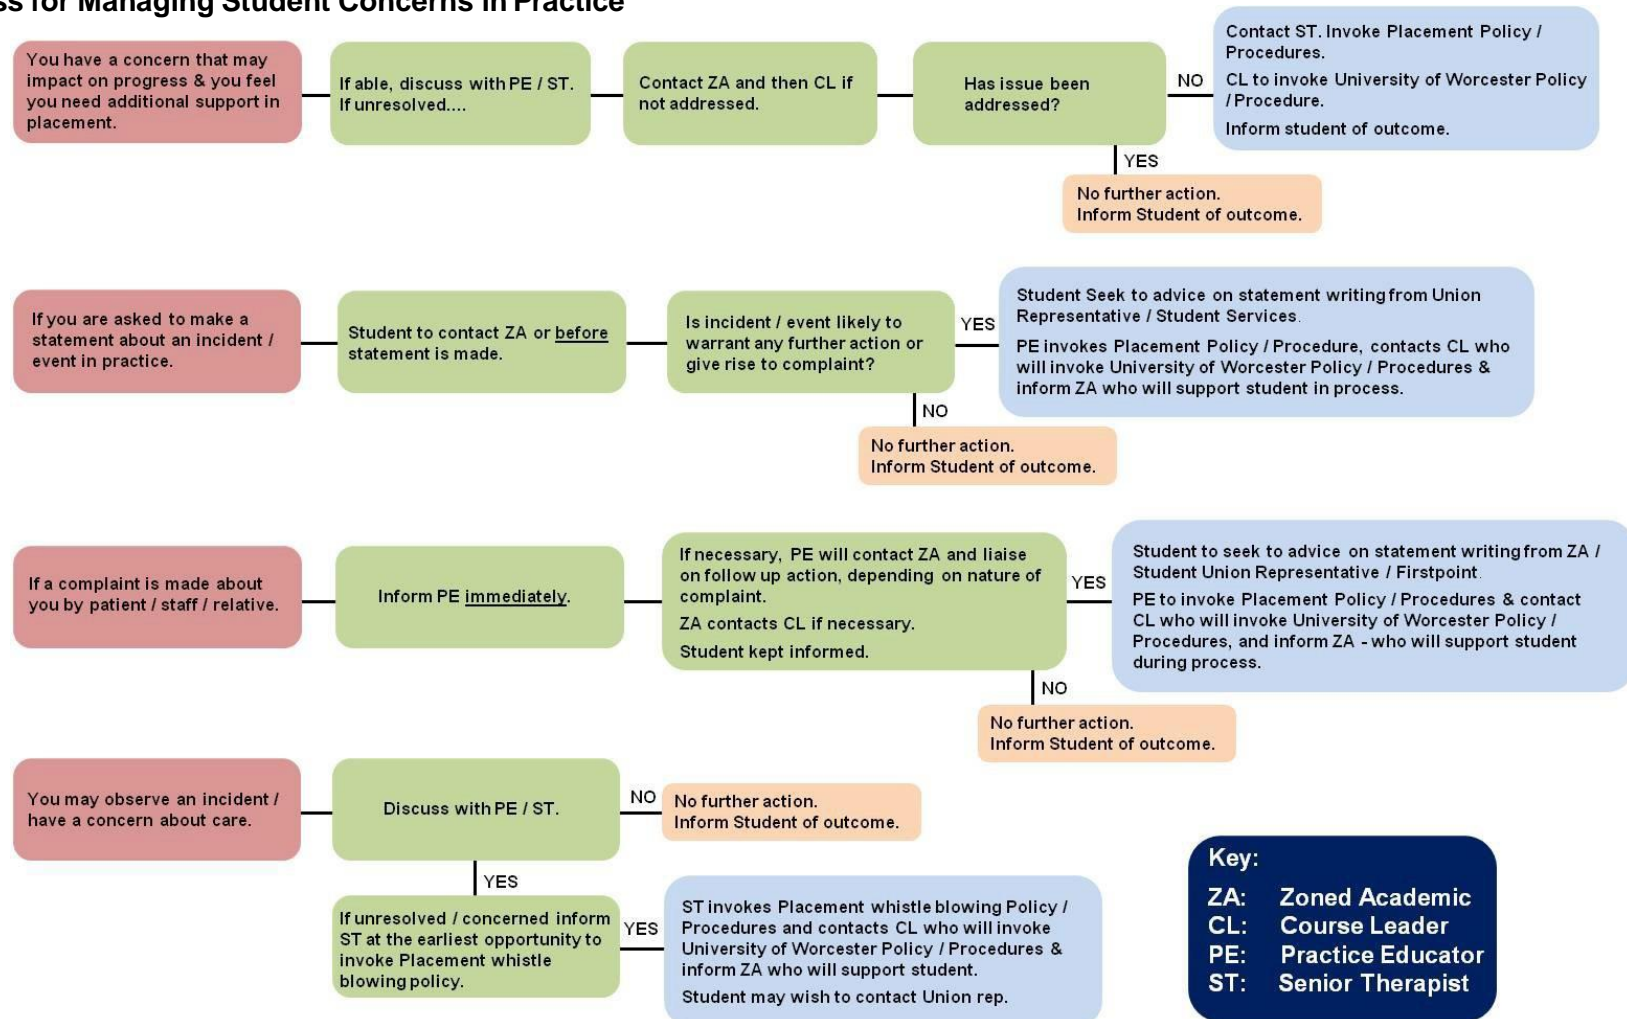 ss for Managing Student Concerns in Practice
You have a concern that may
impact on progress & you feel
you need additional support in
placement.
If able, discuss with PE / ST.
If unresolved....
Contact ZA and then CL if
not addressed.
Has issue been
addressed?
NO
Contact ST. Invoke Placement Policy /
Procedures.
CL to invoke University of Worcester Policy
/ Procedure.
Inform student of outcome.
YES
No further action.
Inform Student of outcome.
If you are asked to make a
statement about an incident /
event in practice.
Student to contact ZA or before
statement is made.
Is incident / event likely to
warrant any further action or
give rise to complaint?
YES
Student Seek to advice on statement writing from Union
Representative / Student Services.
PE invokes Placement Policy / Procedure, contacts CL who
will invoke University of Worcester Policy / Procedures &
inform ZA who will support student in process.
NO
No further action.
Inform Student of outcome.
If a complaint is made about
you by patient / staff / relative.
Inform PE immediately.
If necessary, PE will contact ZA and liaise
on follow up action, depending on nature of
complaint.
ZA contacts CL if necessary.
Student kept informed.
YES
Student to seek to advice on statement writing from ZA /
Student Union Representative / Firstpoint.
PE to invoke Placement Policy / Procedures & contact
CL who will invoke University of Worcester Policy /
Procedures, and inform ZA - who will support student
during process.
NO
No further action.
Inform Student of outcome.
You may observe an incident /
have a concern about care.
Discuss with PE / ST.
NO
No further action.
Inform Student of outcome.
YES
If unresolved / concerned inform
ST at the earliest opportunity to
invoke Placement whistle
blowing policy.
YES
ST invokes Placement whistle blowing Policy /
Procedures and contacts CL who will invoke
University of Worcester Policy / Procedures &
inform ZA who will support student.
Student may wish to contact Union rep.
Key:
ZA: Zoned Academic
CL: Course Leader
PE: Practice Educator
ST: Senior Therapist